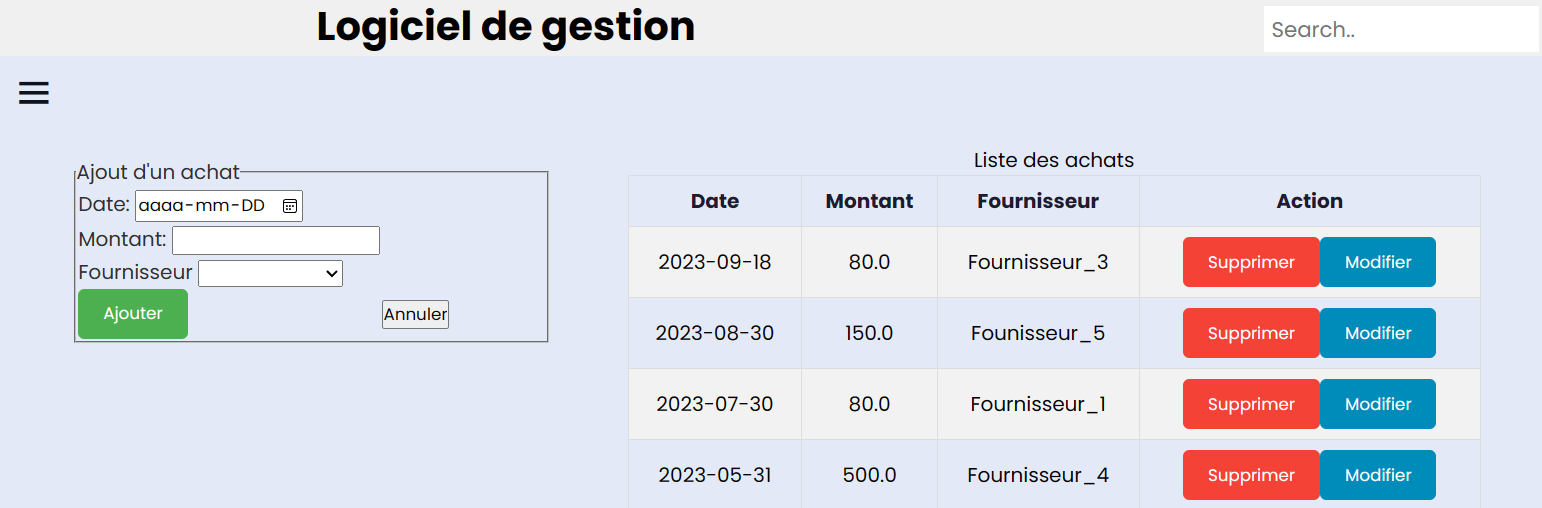 Logiciel de gestion
Search..
Ajout d'un achat
Date: aaaa-mm-DD
Montant:
Fournisseur
Ajouter Annuler
Liste des achats
Date Montant Fournisseur Action
2023-09-18 80.0 Fournisseur_3 Supprimer Modifier
2023-08-30 150.0 Founisseur_5 Supprimer Modifier
2023-07-30 80.0 Fournisseur_1 Supprimer Modifier
2023-05-31 500.0 Fournisseur_4 Supprimer Modifier